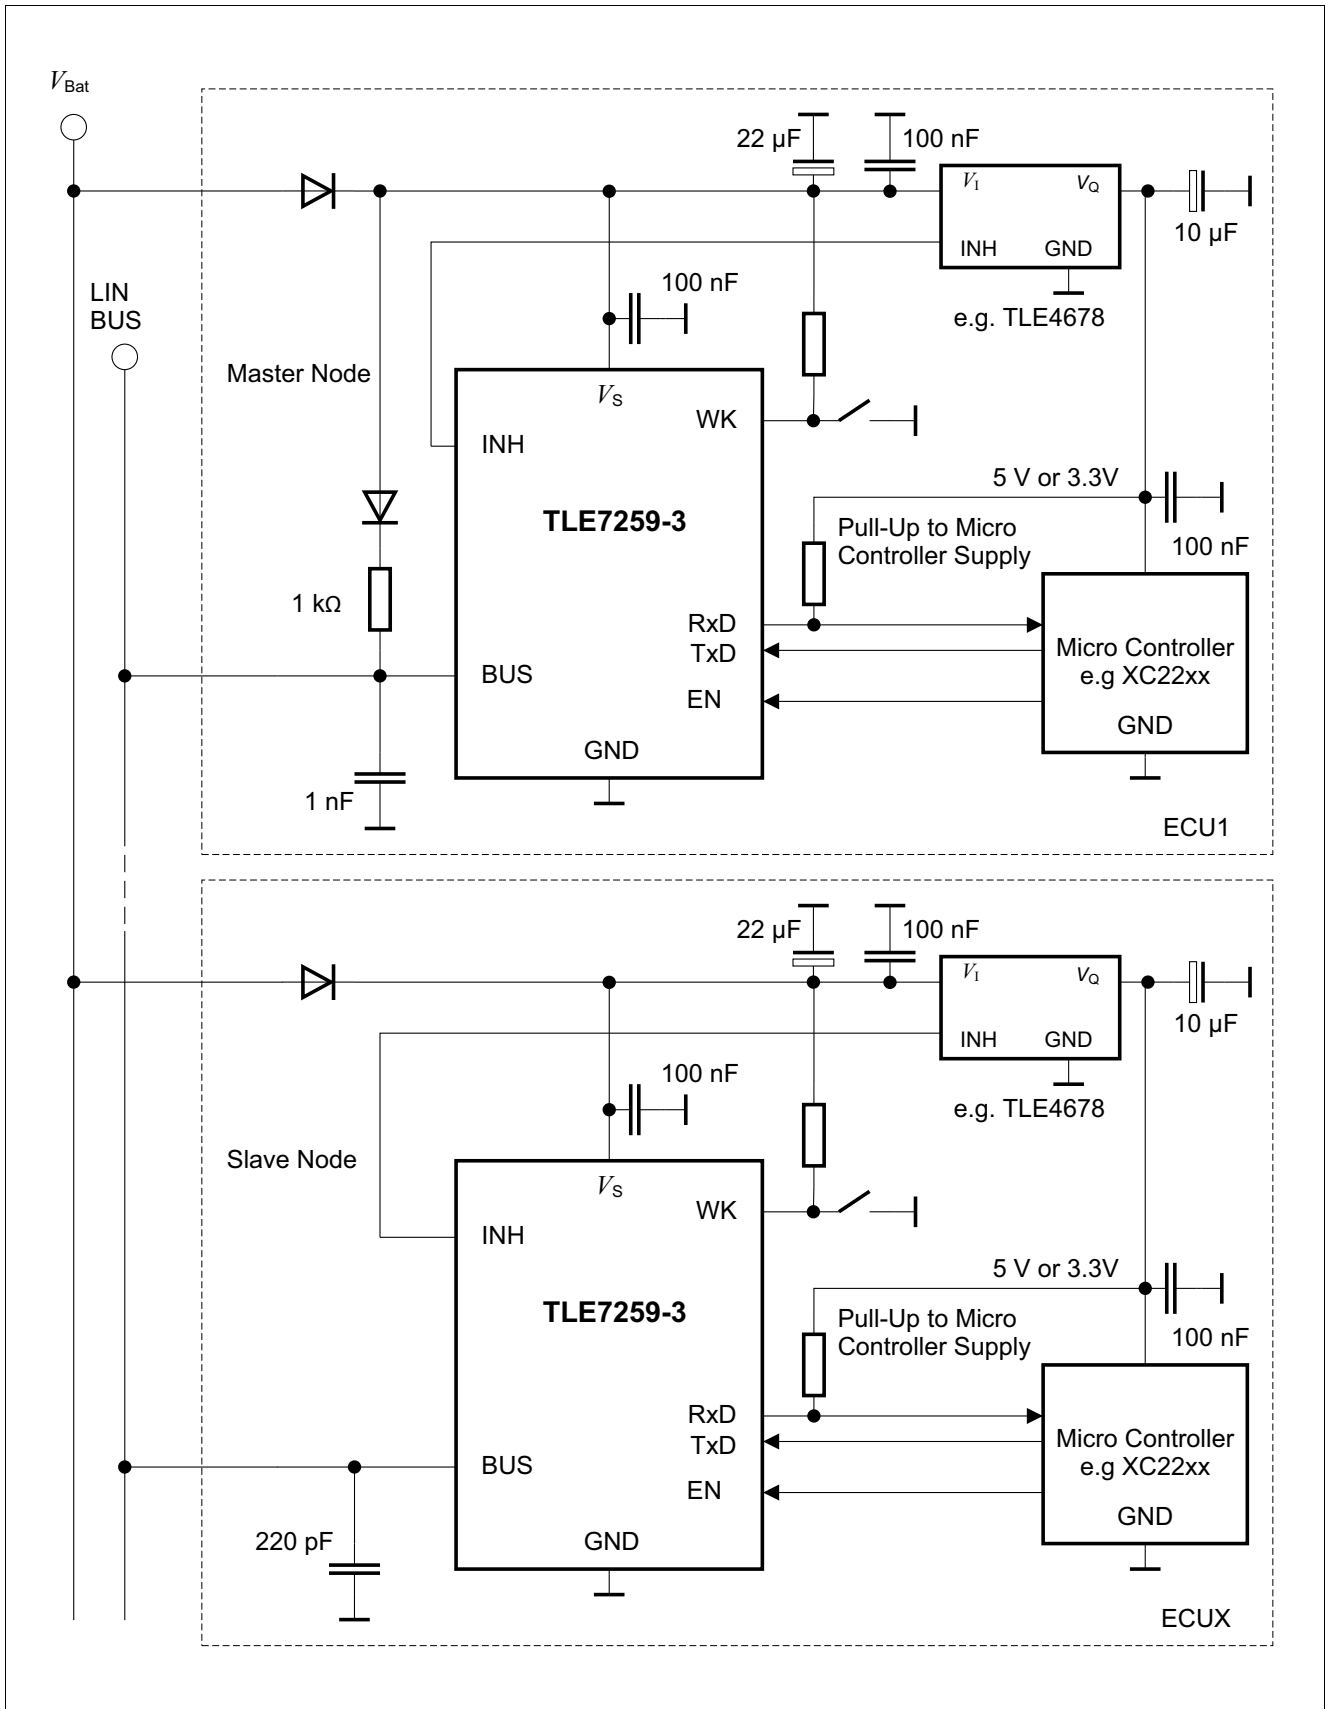 VBat
22 µF
100 nF
VI
VQ
10 µF
INH
GND
LIN
BUS
100 nF
e.g. TLE4678
Master Node
VS
WK
INH
5 V or 3.3V
TLE7259-3
Pull-Up to Micro
Controller Supply
100 nF
1 kΩ
RxD
TxD
Micro Controller
e.g XC22xx
BUS
EN
GND
GND
1 nF
ECU1
22 µF
100 nF
VI
VQ
10 µF
INH
GND
100 nF
e.g. TLE4678
Slave Node
VS
WK
INH
5 V or 3.3V
TLE7259-3
Pull-Up to Micro
Controller Supply
100 nF
RxD
TxD
Micro Controller
e.g XC22xx
BUS
EN
GND
220 pF
GND
ECUX